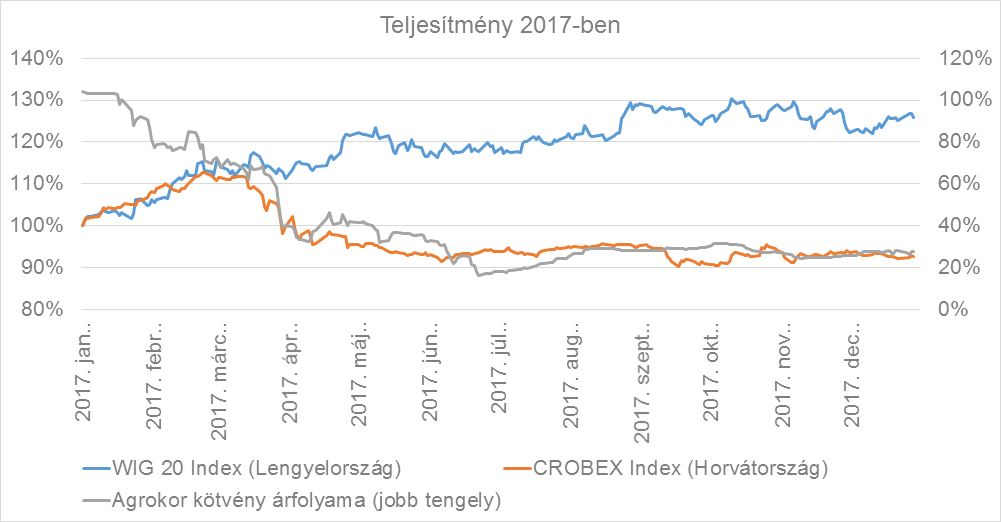 Teljesítmény 2017-ben
140%
130%
120%
110%
100%
90%
80%
120%
100%
80%
60%
40%
20%
0%
2017. jan..
2017. febr..
2017. márc..
2017. ápr..
2017. máj..
2017. jún..
2017. júl..
2017. aug..
2017. szept..
2017. okt..
2017. nov..
2017. dec..
WIG 20 Index (Lengyelország)
CROBEX Index (Horvátország)
Agrokor kötvény árfolyama (jobb tengely)